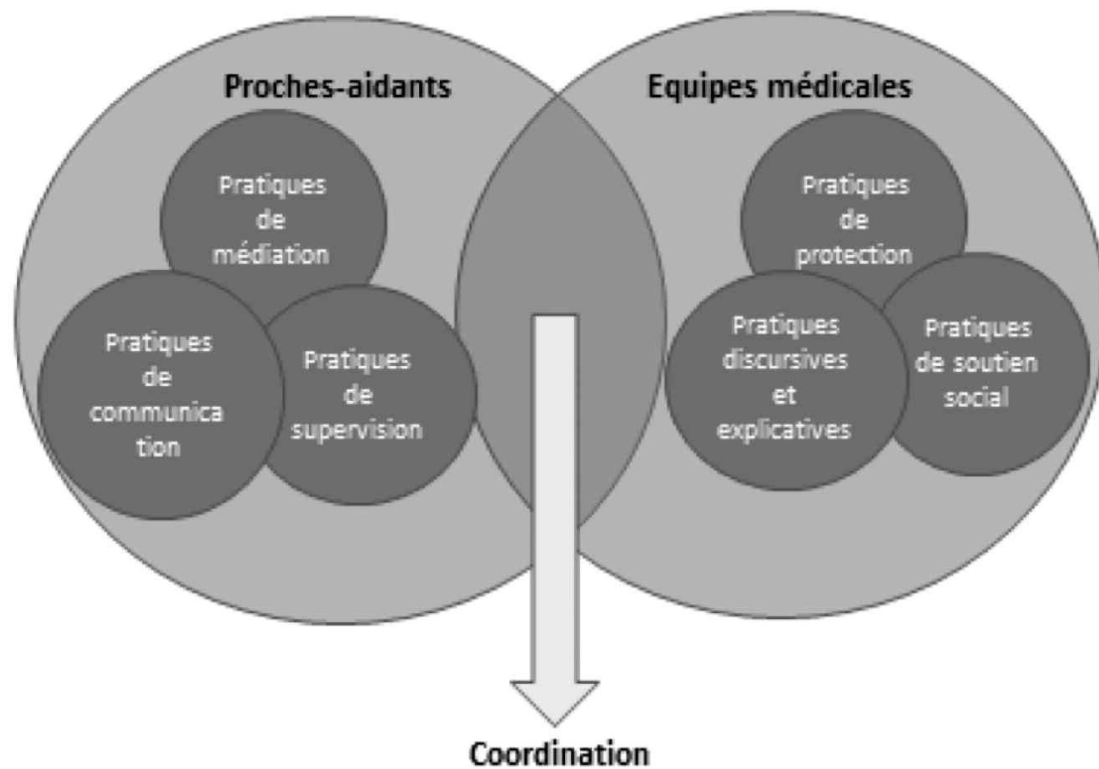 Proches-aidants
Pratiques
de
médiation
Pratiques
de
communica
tion
Pratiques
de
supervision
Equipes médicales
Pratiques
de
protection
Pratiques
discursives
et
explicatives
Pratiques
de soutien
social
Coordination